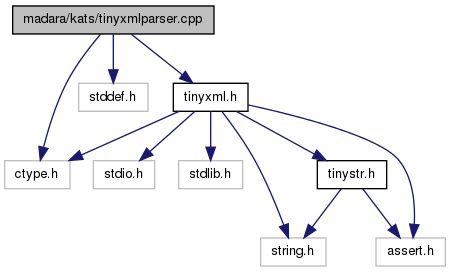 madara/kats/tinyxmlparser.cpp
stddef.h
tinyxml.h
ctype.h
stdio.h
stdlib.h
tinystr.h
string.h
assert.h